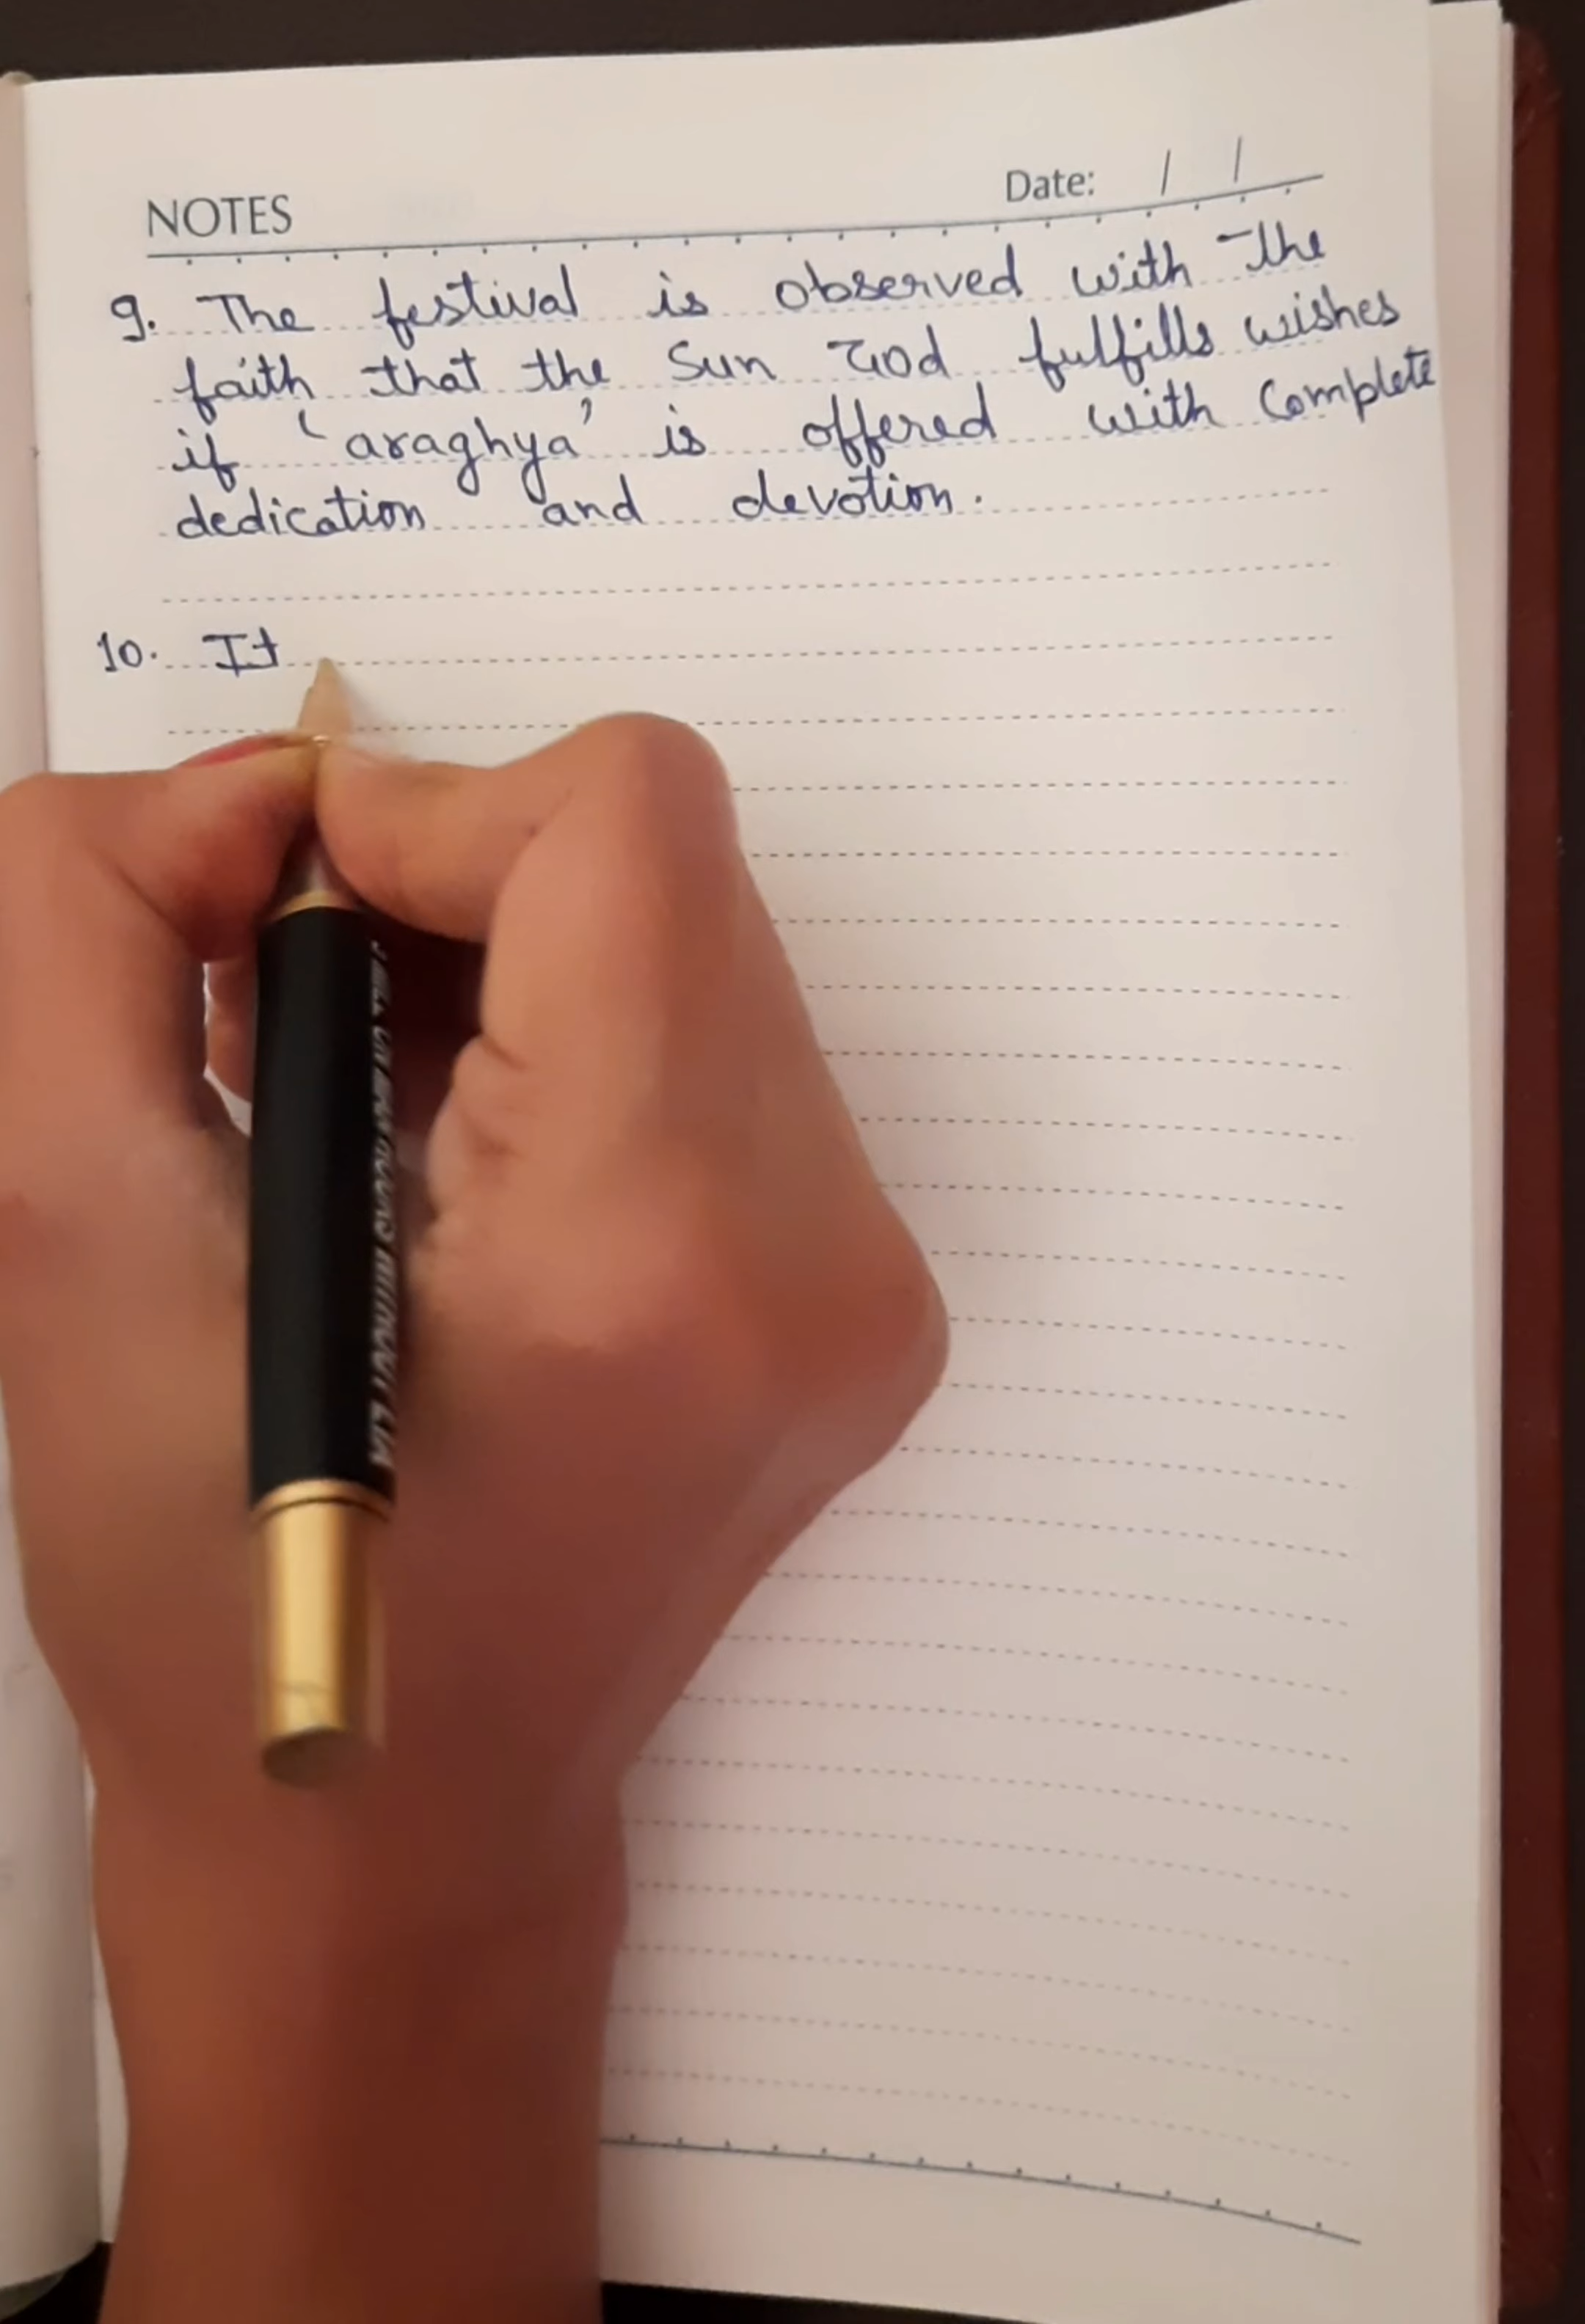 NOTES
Date: / /
9. The festival is observed with the
faith that the Sun God fulfills wishes
if 'araghya' is offered with complete
dedication and devotion.
10. It